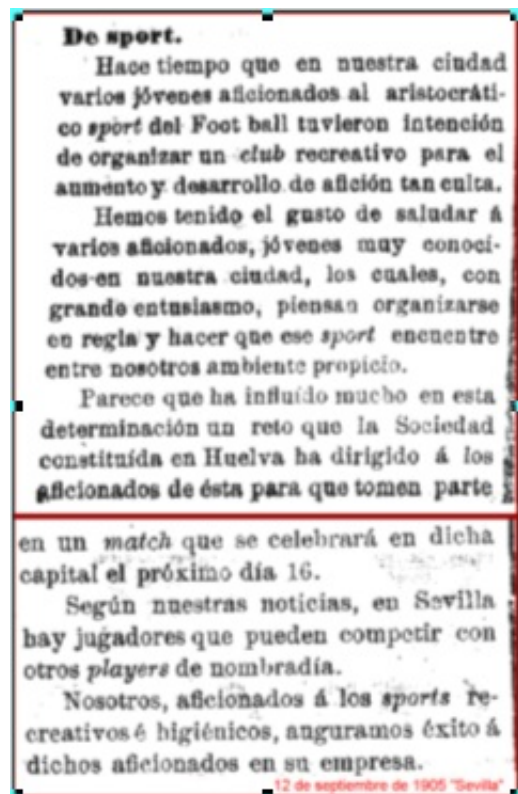 De sport.
Hace tiempo que en nuestra ciudad
varios jóvenes aficionados al aristocráti-
co sport del Foot ball tuvieron intención
de organizar un club recreativo para el
aumento y desarrollo de afición tan culta.
Hemos tenido el gusto de saludar á
varios aficionados, jóvenes muy conoci-
dos en nuestra ciudad, los cuales, con
grande entusiasmo, piensan organizarse
en regla y hacer que ese sport encuentre
entre nosotros ambiente propicio.
Parece que ha influído mucho en esta
determinación un reto que la Sociedad
constituída en Huelva ha dirigido á los
aficionados de ésta para que tomen parte
en un match que se celebrará en dicha
capital el próximo día 16.
Según nuestras noticias, en Sevilla
hay jugadores que pueden competir con
otros players de nombradía.
Nosotros, aficionados á los sports re-
creativos é higiénicos, auguramos éxito á
dichos aficionados en su empresa.
12 de septiembre de 1905 "Sevilla"